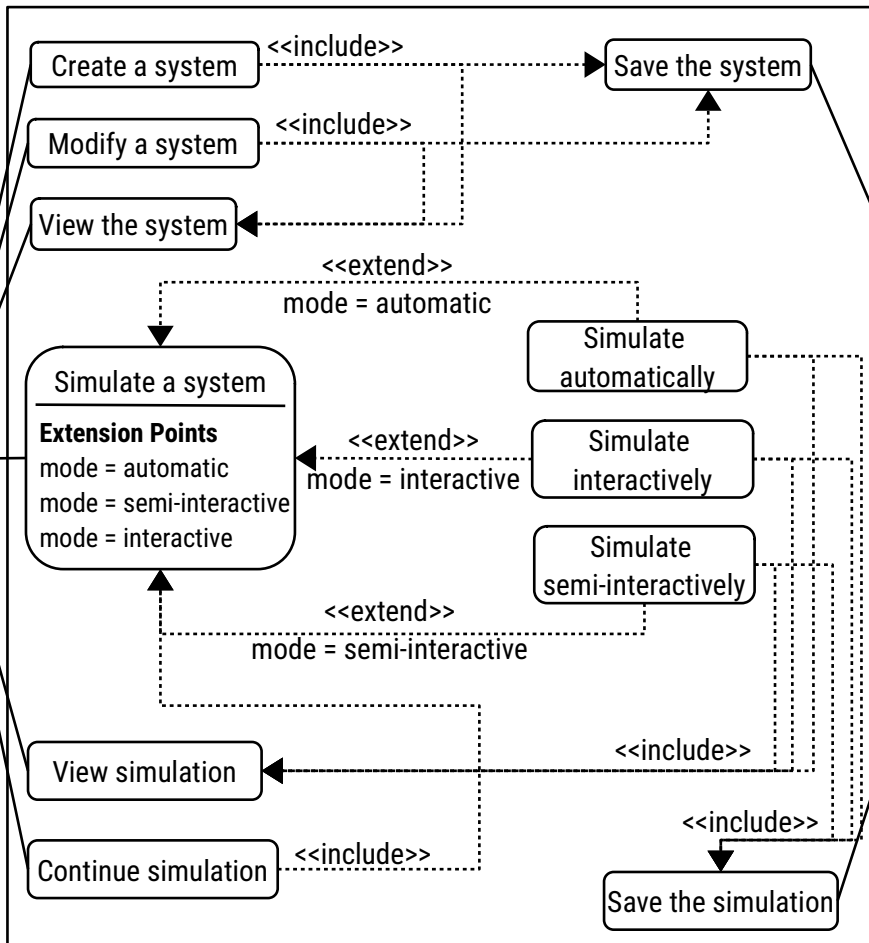 <<include>>
Create a system
Save the system
<<include>>
Modify a system
View the system
<<extend>>
mode = automatic
Simulate
automatically
Simulate a system
Extension Points
mode = automatic
mode = semi-interactive
mode = interactive
<<extend>>
mode = interactive
Simulate
interactively
Simulate
semi-interactively
<<extend>>
mode = semi-interactive
<<include>>
View simulation
<<include>>
<<include>>
Continue simulation
Save the simulation